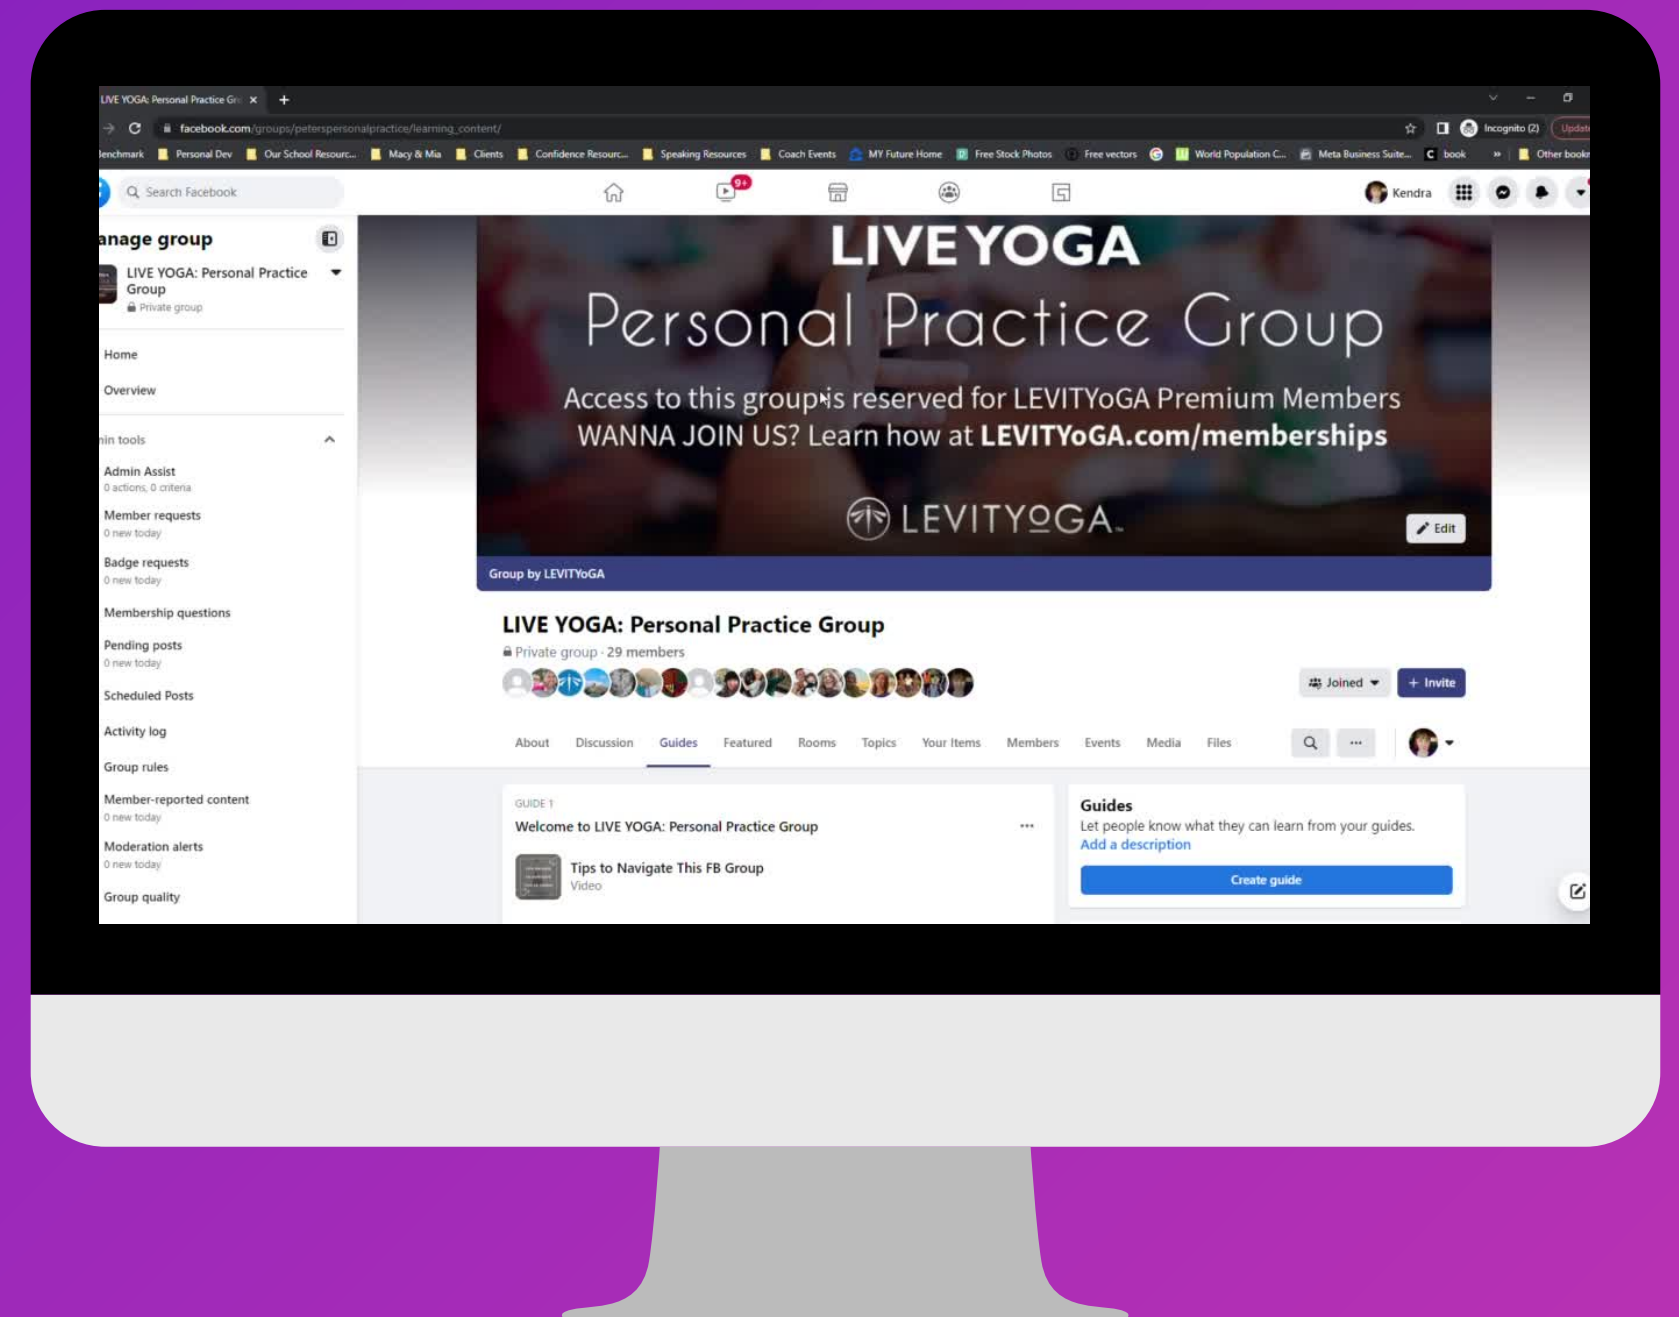 LIVE YOGA: Personal Practice Gr
facebook.com/groups/peterspersonalpractice/learning_content/
Incognito (2)
Personal Dev
Our School Resourc...
Macy & Mia
Clients
Confidence Resourc...
Speaking Resources
Coach Events
MY Future Home
Free Stock Photos
Free vectors
World Population C...
Meta Business Suite...
book
»
Search Facebook
9+
Kendra
anage group
LIVE YOGA: Personal Practice
Group
Private group
Home
Overview
min tools
Admin Assist
0 actions, 0 criteria
Member requests
0 new today
Badge requests
0 new today
Membership questions
Pending posts
0 new today
Scheduled Posts
Activity log
Group rules
Member-reported content
0 new today
Moderation alerts
0 new today
Group quality
LIVE YOGA
Personal Practice Group
Access to this group is reserved for LEVITYoGA Premium Members
WANNA JOIN US? Learn how at LEVITYoGA.com/memberships
LEVITYOGA
Edit
Group by LEVITYoGA
LIVE YOGA: Personal Practice Group
Private group · 29 members
Joined
+ Invite
About Discussion Guides Featured Rooms Topics Your Items Members Events Media Files
GUIDE 1
Welcome to LIVE YOGA: Personal Practice Group
Tips to Navigate This FB Group
Video
Guides
Let people know what they can learn from your guides.
Add a description
Create guide